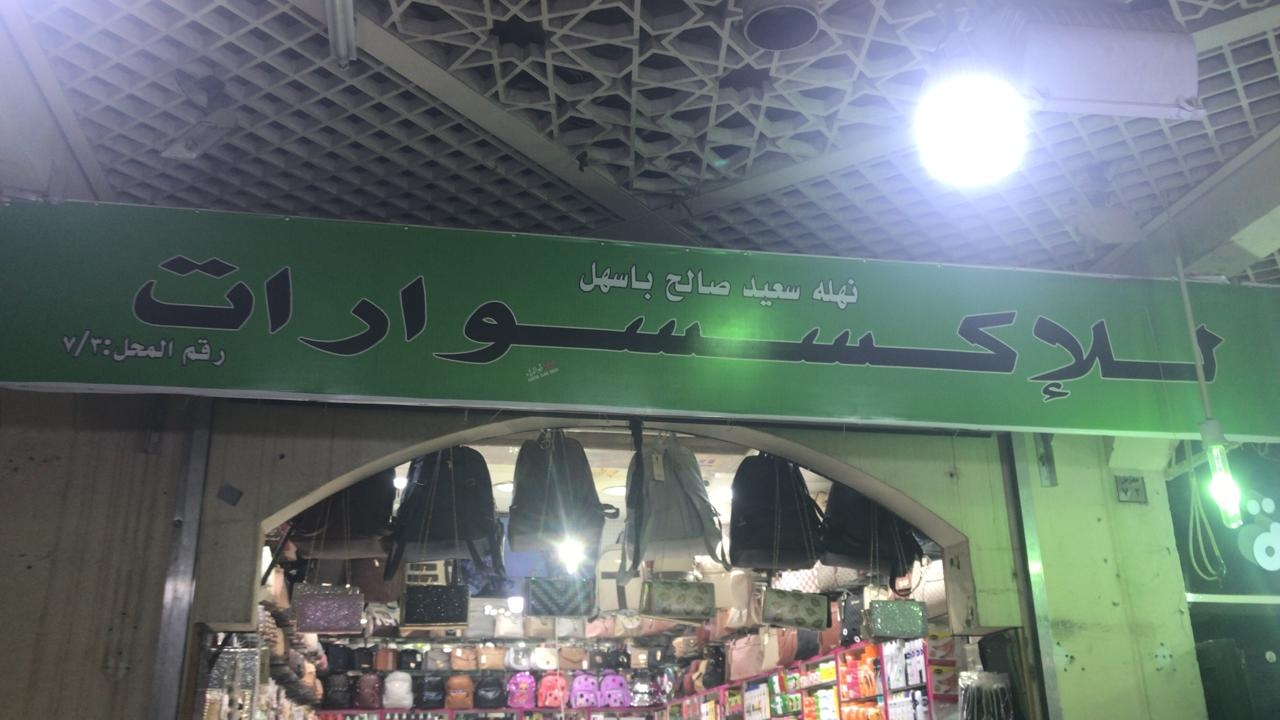 نهله سعيد صالح باسهل
للإكسسوارات
رقم المحل:٧/٣